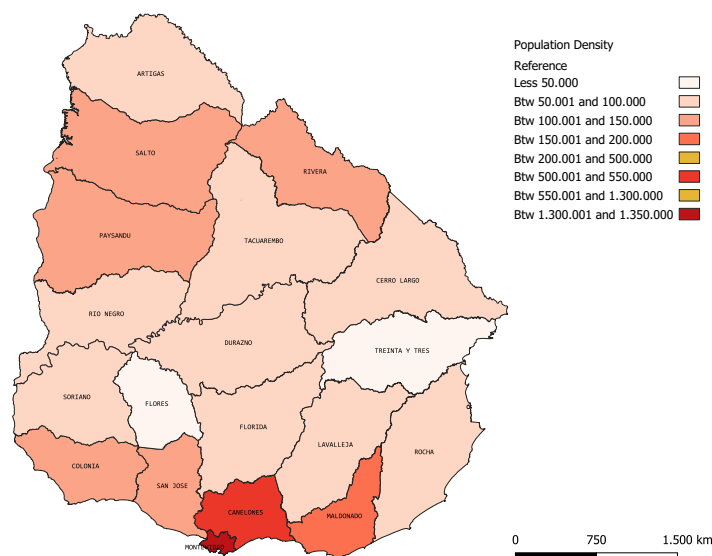 Population Density
Reference
Less 50.000
Btw 50.001 and 100.000
Btw 100.001 and 150.000
Btw 150.001 and 200.000
Btw 200.001 and 500.000
Btw 500.001 and 550.000
Btw 550.001 and 1.300.000
Btw 1.300.001 and 1.350.000
ARTIGAS
SALTO
RIVERA
PAYSANDU
TACUAREMBO
CERRO LARGO
RIO NEGRO
DURAZNO
TREINTA Y TRES
SORIANO
FLORES
FLORIDA
LAVALLEJA
ROCHA
COLONIA
SAN JOSE
CANELONES
MALDONADO
MONTEVIDEO
0 750 1.500 km